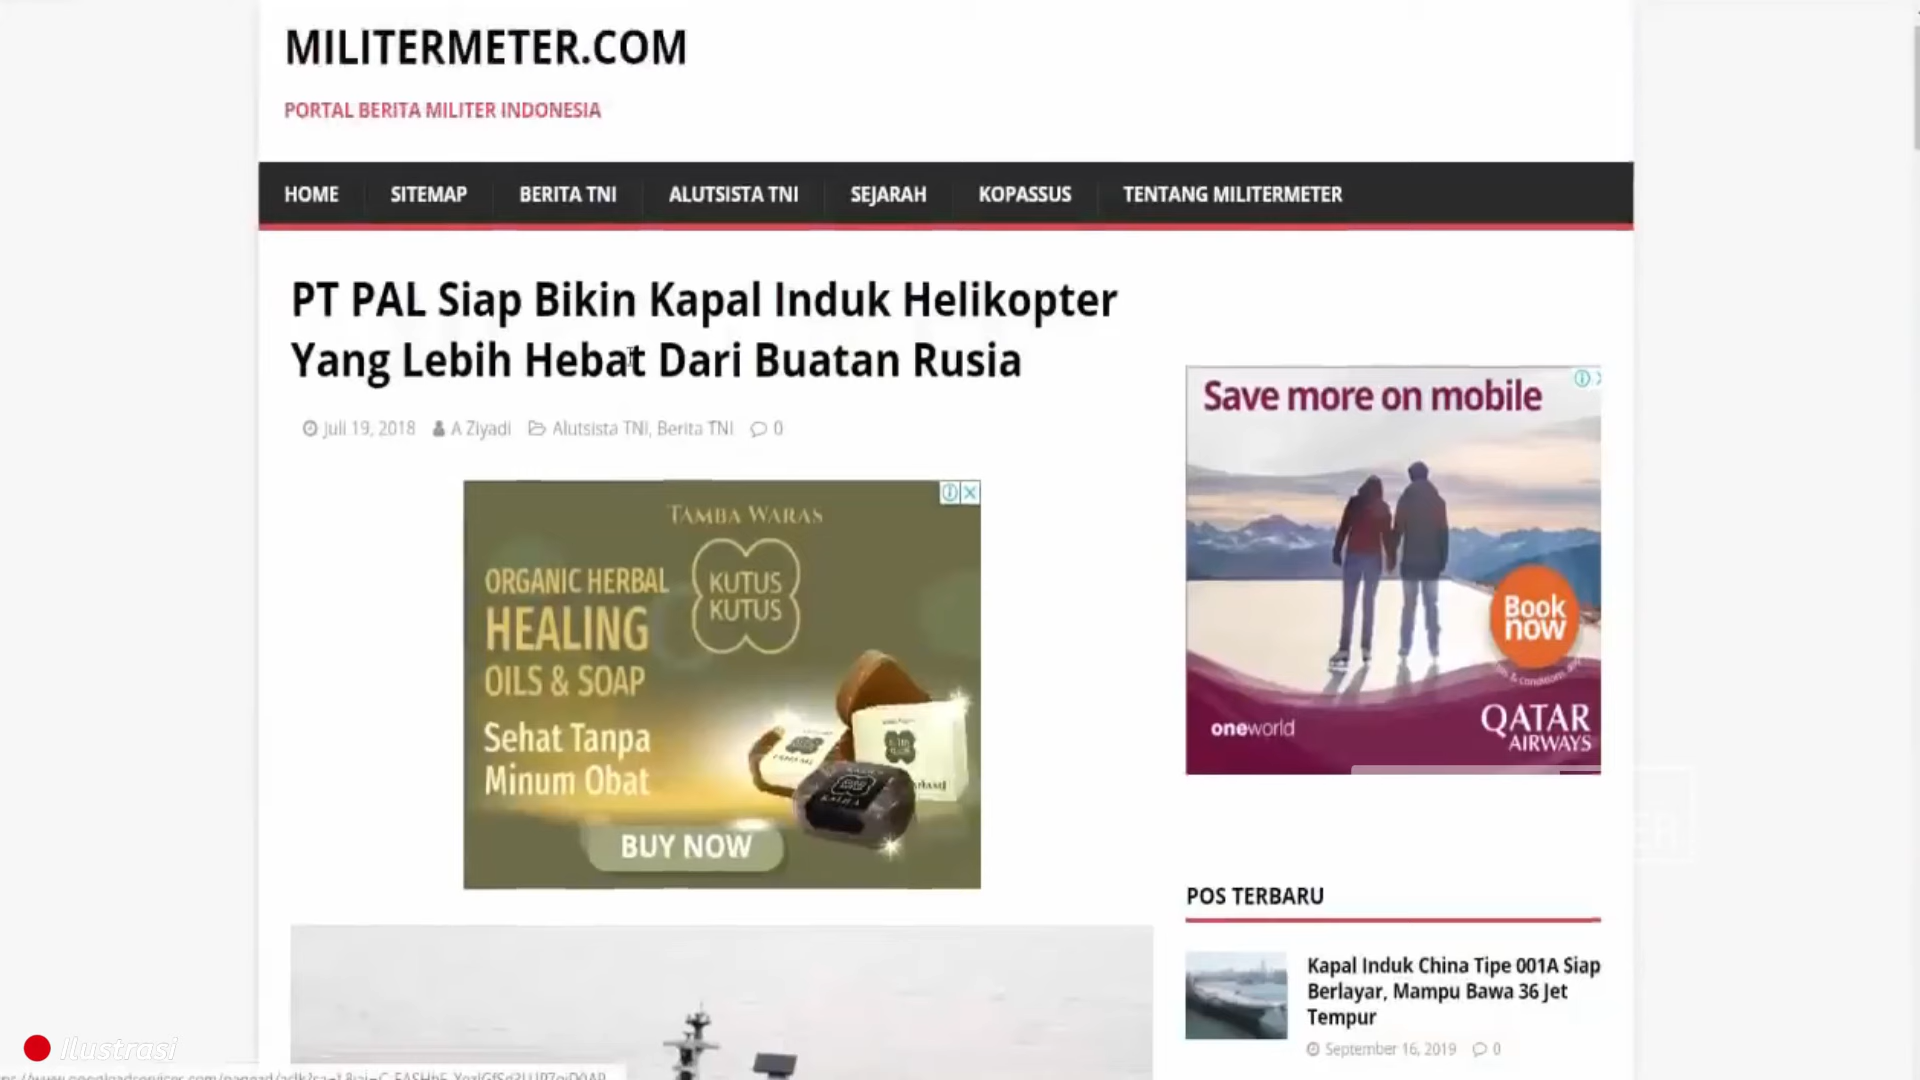 MILITERMETER.COM
PORTAL BERITA MILITER INDONESIA
HOME SITEMAP BERITA TNI ALUTSISTA TNI SEJARAH KOPASSUS TENTANG MILITERMETER
PT PAL Siap Bikin Kapal Induk Helikopter
Yang Lebih Hebat Dari Buatan Rusia
Juli 19, 2018 A Ziyadi Alutsista TNI, Berita TNI 0
TAMBA WARAS
KUTUS
KUTUS
ORGANIC HERBAL
HEALING
OILS & SOAP
Sehat Tanpa
Minum Obat
BUY NOW
Save more on mobile
Book
now
oneworld
QATAR
AIRWAYS
POS TERBARU
Kapal Induk China Tipe 001A Siap
Berlayar, Mampu Bawa 36 Jet
Tempur
September 16, 2019 0
Ilustrasi